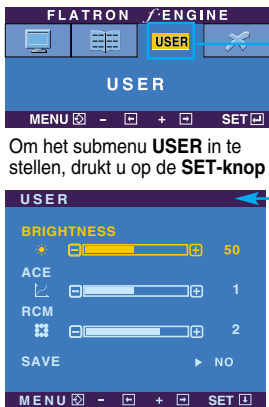 FLATRON f·ENGINE
USER
USER
MENU - + SET
Om het submenu USER in te
stellen, drukt u op de SET-knop
USER
BRIGHTNESS
50
ACE
1
RCM
2
SAVE NO
MENU - + SET